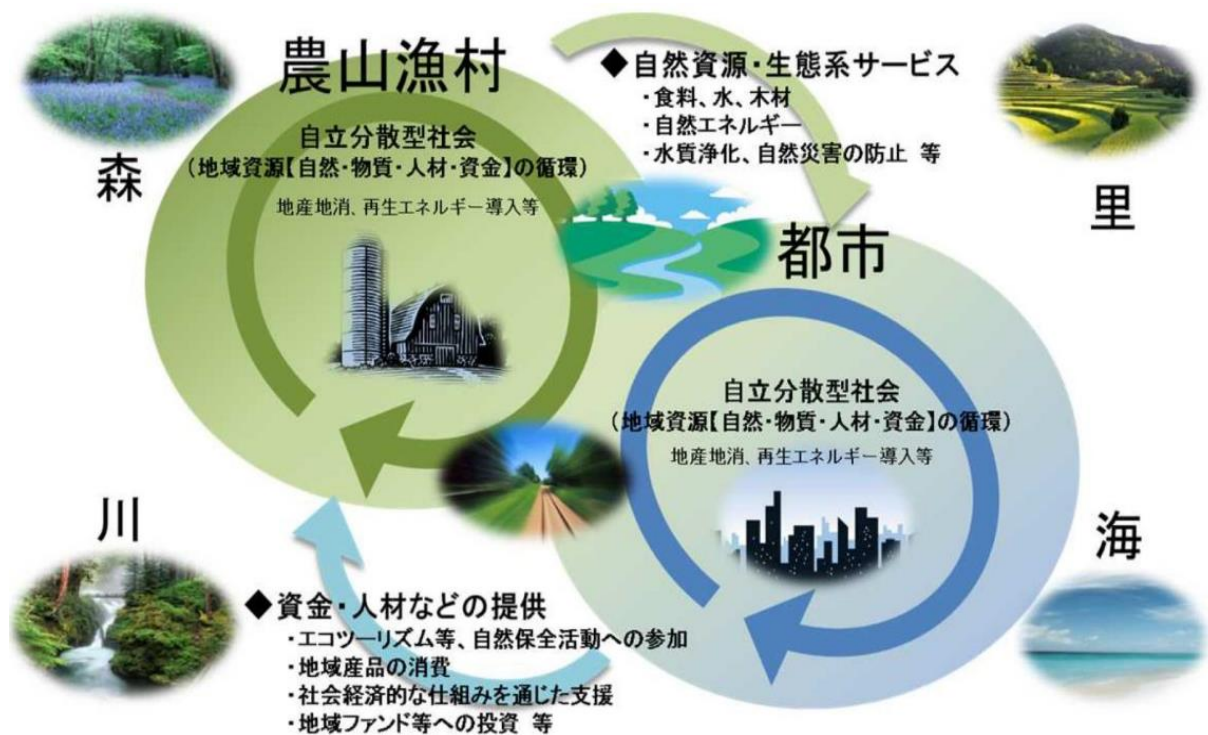 農山漁村
自立分散型社会
(地域資源【自然・物質・人材・資金】の循環)
地産地消、再生エネルギー導入等
森
◆自然資源・生態系サービス
・食料、水、木材
・自然エネルギー
・水質浄化、自然災害の防止 等
里
都市
自立分散型社会
(地域資源【自然・物質・人材・資金】の循環)
地産地消、再生エネルギー導入等
川
◆資金・人材などの提供
・エコツーリズム等、自然保全活動への参加
・地域産品の消費
・社会経済的な仕組みを通じた支援
・地域ファンド等への投資 等
海